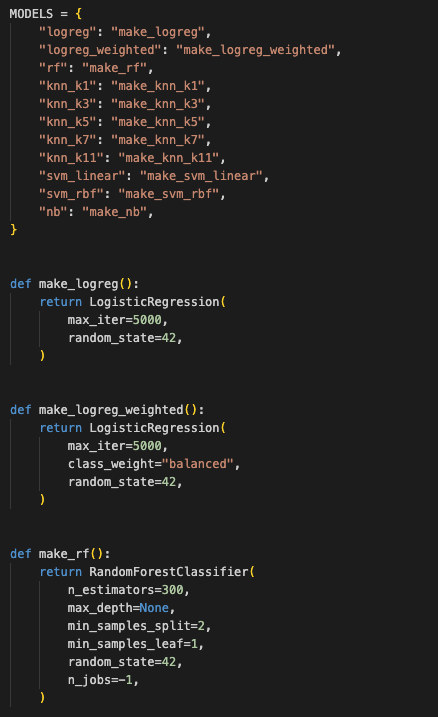 MODELS = {
    "logreg": "make_logreg",
    "logreg_weighted": "make_logreg_weighted",
    "rf": "make_rf",
    "knn_k1": "make_knn_k1",
    "knn_k3": "make_knn_k3",
    "knn_k5": "make_knn_k5",
    "knn_k7": "make_knn_k7",
    "knn_k11": "make_knn_k11",
    "svm_linear": "make_svm_linear",
    "svm_rbf": "make_svm_rbf",
    "nb": "make_nb",
}
def make_logreg():
    return LogisticRegression(
        max_iter=5000,
        random_state=42,
    )
def make_logreg_weighted():
    return LogisticRegression(
        max_iter=5000,
        class_weight="balanced",
        random_state=42,
    )
def make_rf():
    return RandomForestClassifier(
        n_estimators=300,
        max_depth=None,
        min_samples_split=2,
        min_samples_leaf=1,
        random_state=42,
        n_jobs=-1,
    )